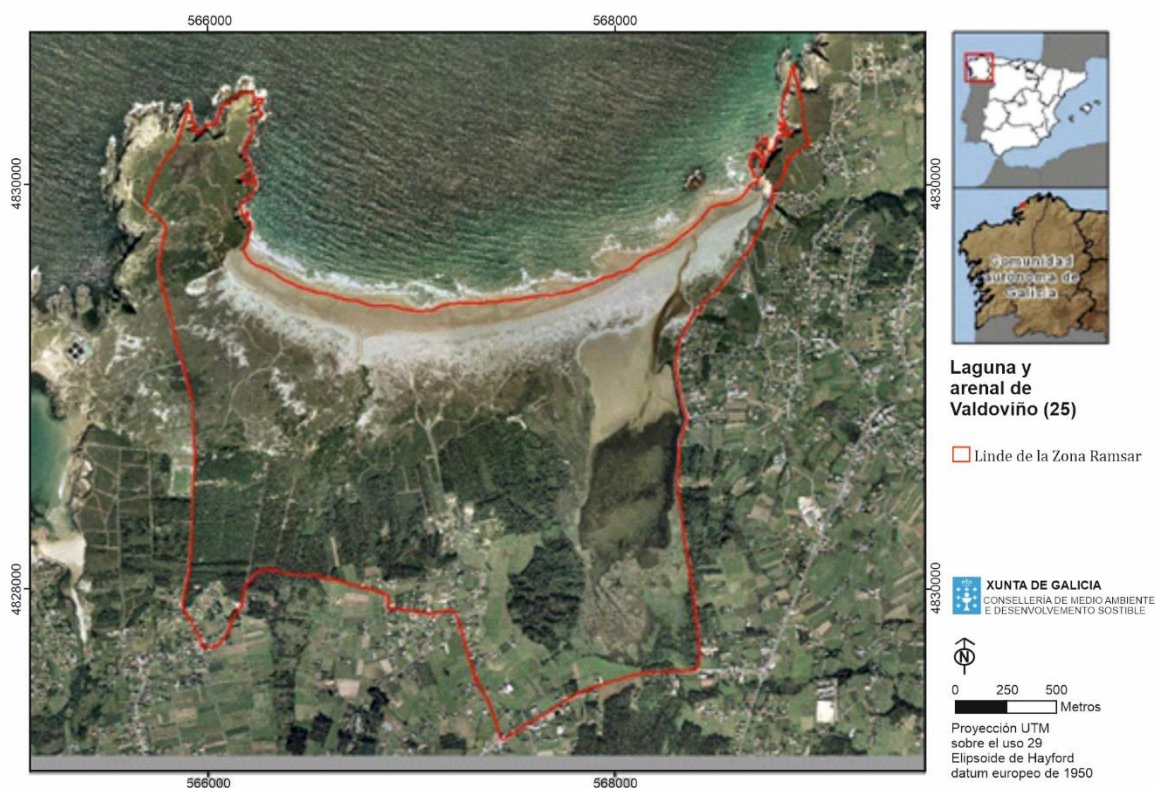 566000
568000
4830000
4830000
4828000
4830000
566000
568000
Comunidad
autónoma de
Galicia
Laguna y
arenal de
Valdoviño (25)
Linde de la Zona Ramsar
XUNTA DE GALICIA
CONSELLERÍA DE MEDIO AMBIENTE
E DESENVOLVEMENTO SOSTIBLE
N
0 250 500
Metros
Proyección UTM
sobre el uso 29
Elipsoide de Hayford
datum europeo de 1950